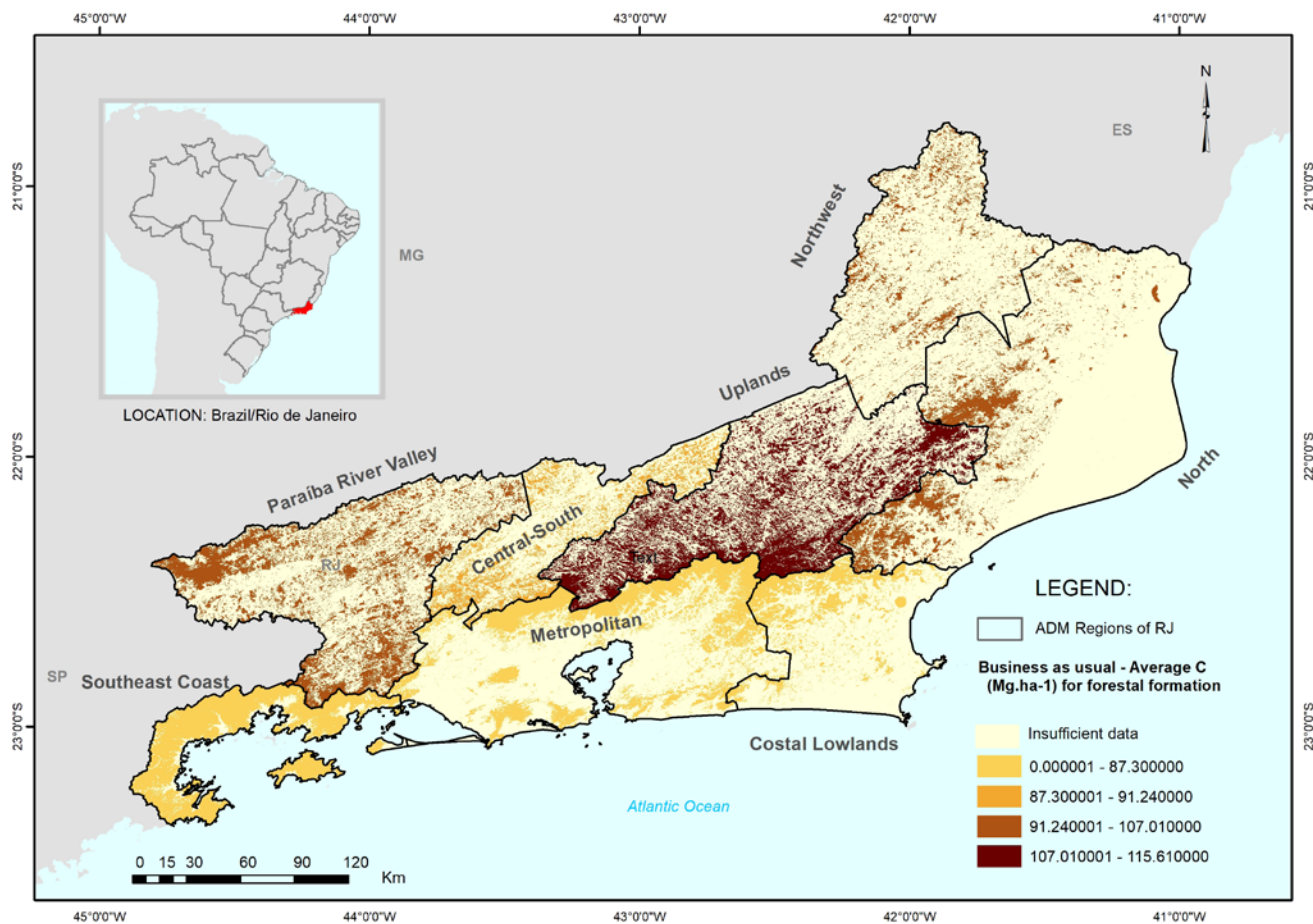 45°0'0"W 44°0'0"W 43°0'0"W 42°0'0"W 41°0'0"W
N
ES
21°0'0"S
21°0'0"S
Northwest
MG
LOCATION: Brazil/Rio de Janeiro
Uplands
22°0'0"S
22°0'0"S
Paraíba River Valley
North
Central-South
Text
RJ
LEGEND:
ADM Regions of RJ
Metropolitan
Business as usual - Average C
(Mg.ha-1) for forestal formation
SP
Southeast Coast
23°0'0"S
23°0'0"S
Costal Lowlands
Insufficient data
0.000001 - 87.300000
87.300001 - 91.240000
91.240001 - 107.010000
107.010001 - 115.610000
Atlantic Ocean
0 15 30 60 90 120
Km
45°0'0"W 44°0'0"W 43°0'0"W 42°0'0"W 41°0'0"W